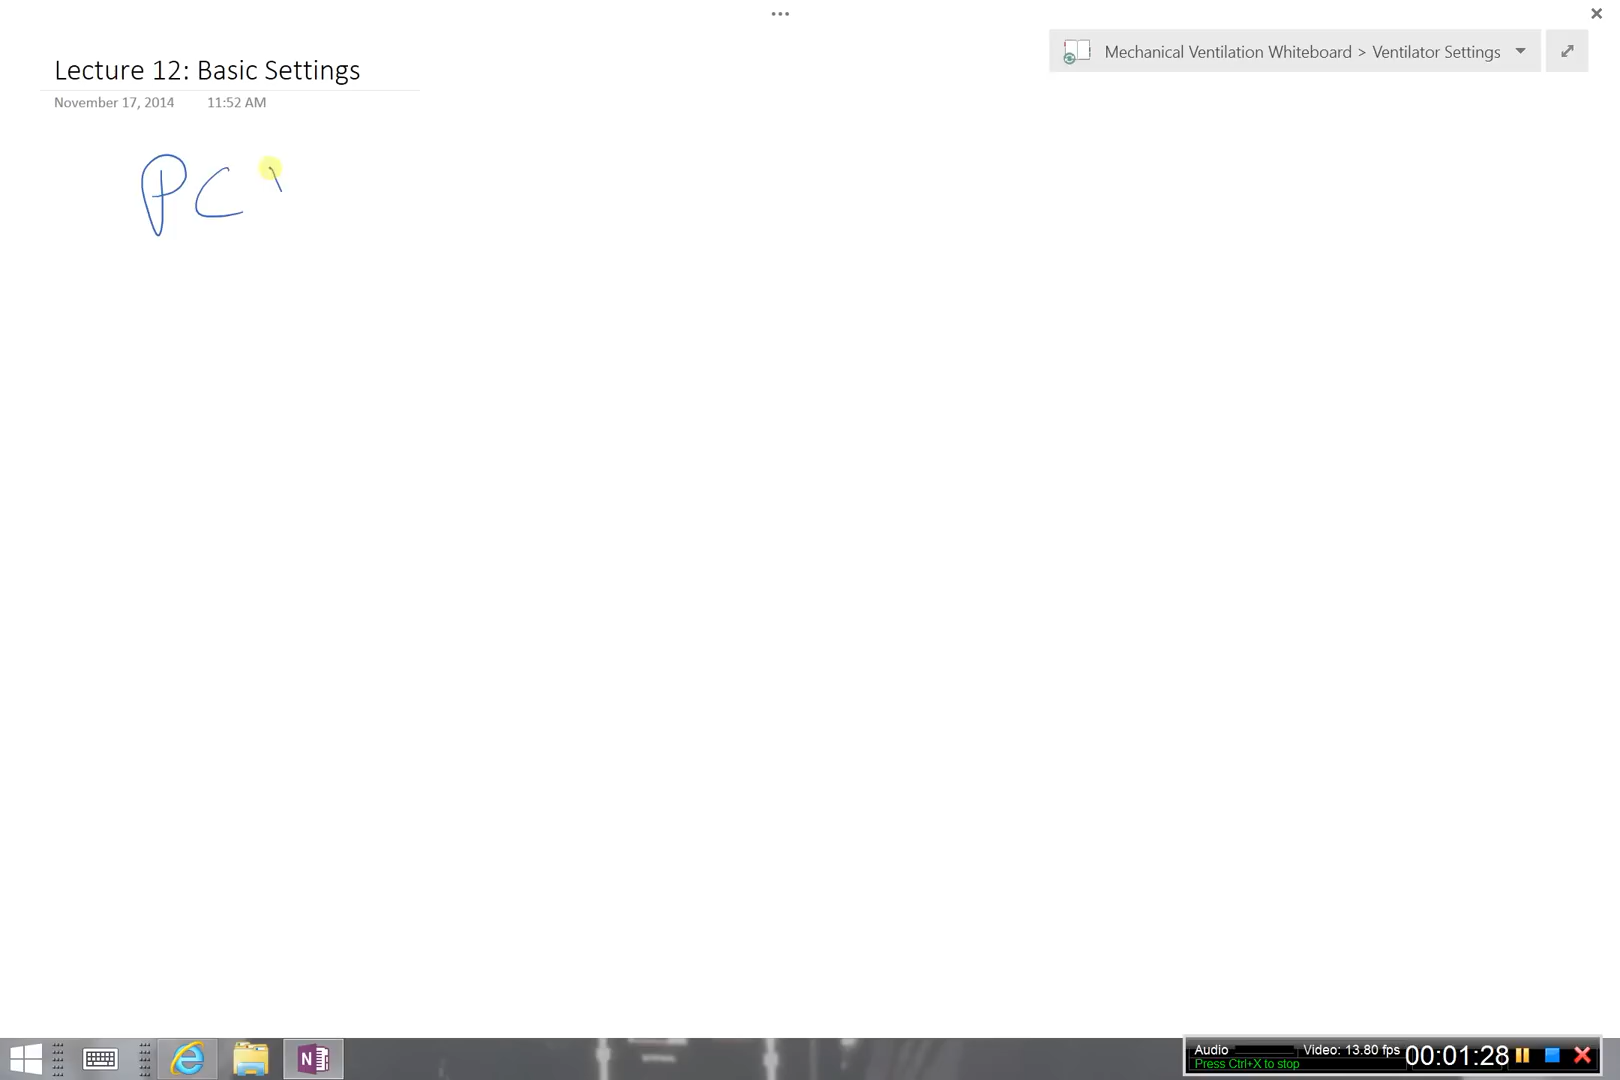 Lecture 12: Basic Settings
Mechanical Ventilation Whiteboard > Ventilator Settings
November 17, 2014 11:52 AM
PC
Audio
Video: 13.80 fps
00:01:28
Press Ctrl+X to stop